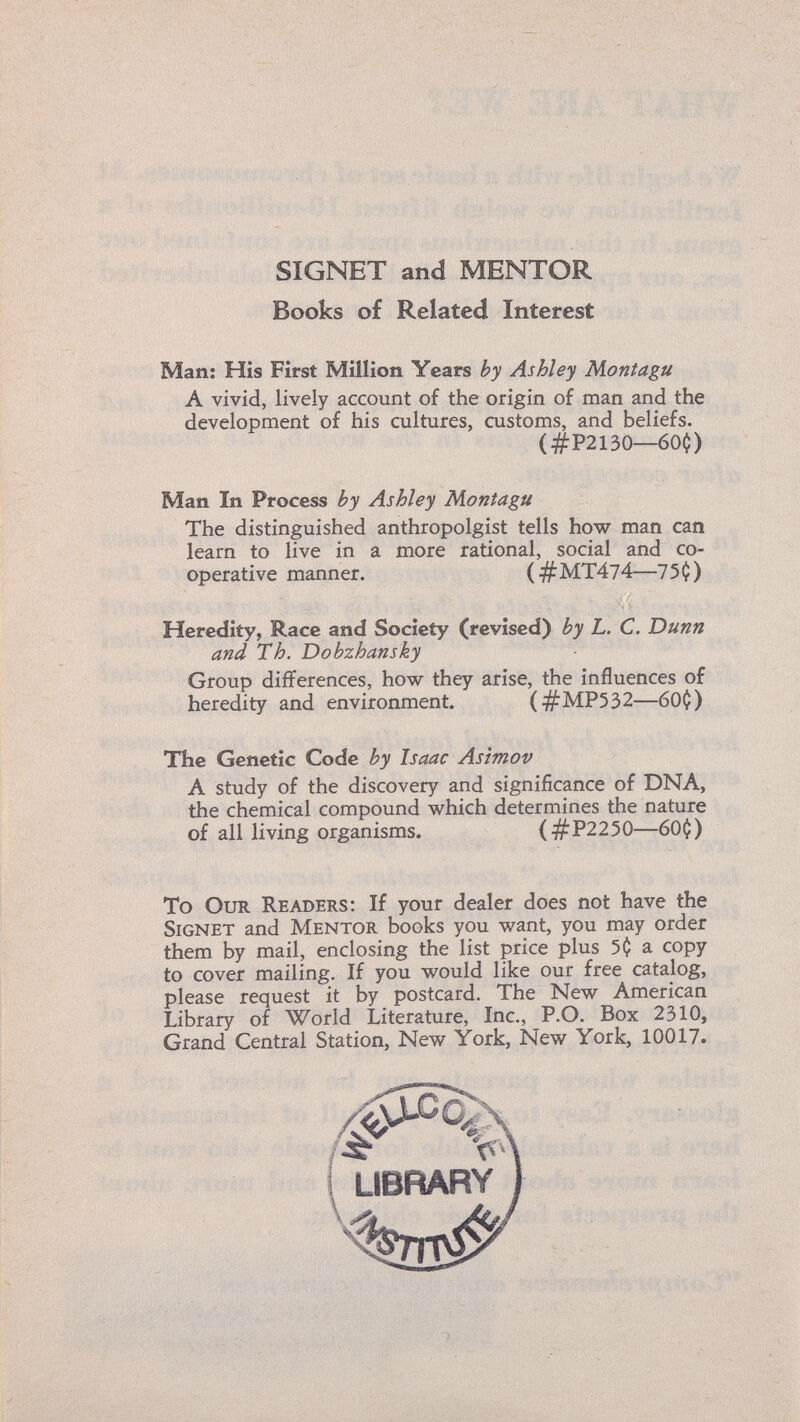 SIGNET and MENTOR
Books of Related Interest
Man: His First Million Years by Ashley Montagu
A vivid, lively account of the origin of man and the
development of his cultures, customs, and beliefs.
(#P2130—60¢)
Man In Process by Ashley Montagu
The distinguished anthropolgist tells how man can
learn to live in a more rational, social and co-
operative manner. (#MT474—75¢)
Heredity, Race and Society (revised) by L. C. Dunn
and Th. Dobzhansky
Group differences, how they arise, the influences of
heredity and environment. (#MP532—60¢)
The Genetic Code by Isaac Asimov
A study of the discovery and significance of DNA,
the chemical compound which determines the nature
of all living organisms. (#P2250—60¢)
To Our Readers: If your dealer does not have the
Signet and Mentor books you want, you may order
them by mail, enclosing the list price plus 5¢ a copy
to cover mailing. If you would like our free catalog,
please request it by postcard. The New American
Library of World Literature, Inc., P.O. Box 2310,
Grand Central Station, New York, New York, 10017.
WELLCOME
LIBRARY
INSTITUTE